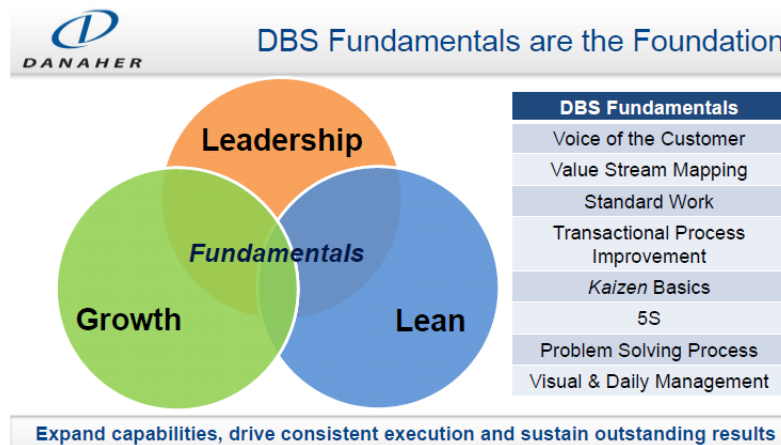 DANAHER
DBS Fundamentals are the Foundation
Leadership
Fundamentals
Growth
Lean
DBS Fundamentals
Voice of the Customer
Value Stream Mapping
Standard Work
Transactional Process
Improvement
Kaizen Basics
5S
Problem Solving Process
Visual & Daily Management
Expand capabilities, drive consistent execution and sustain outstanding results